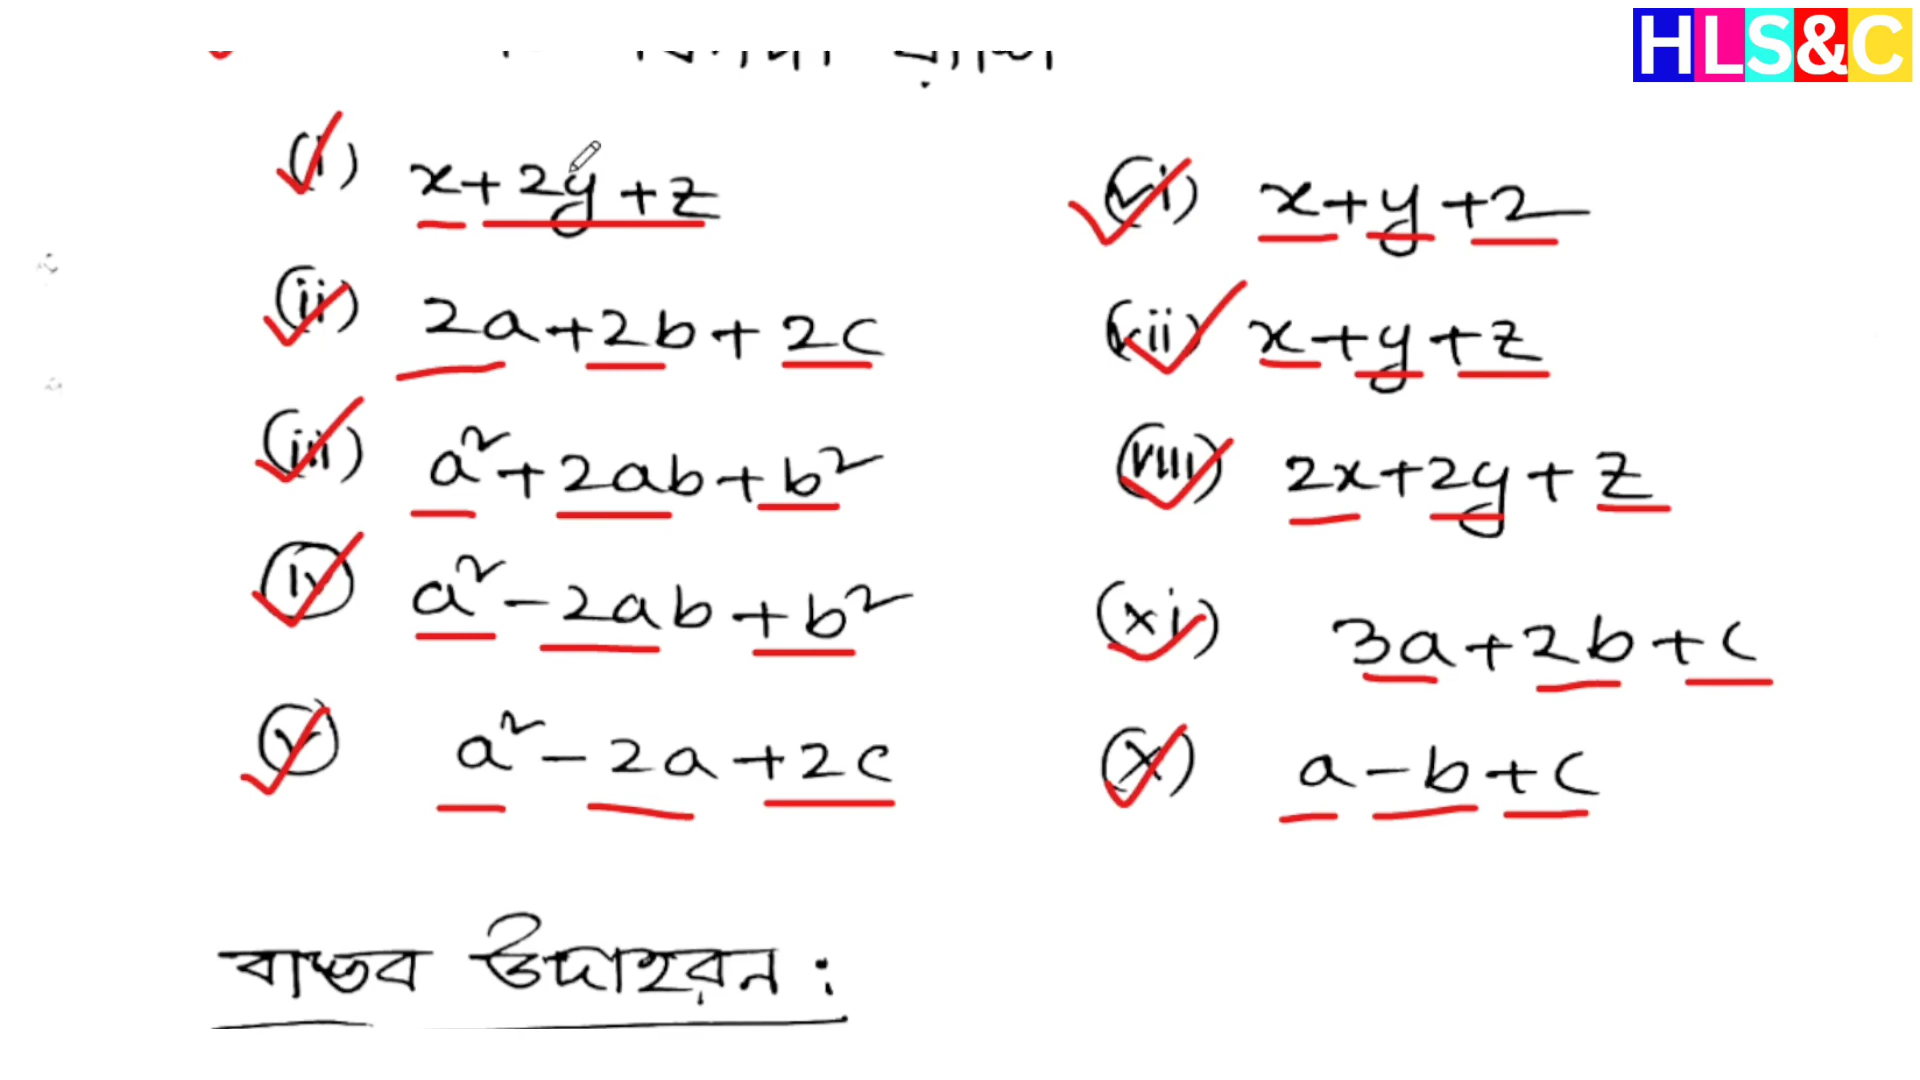 HLS&C
(i) x+2y+z
(ii) 2a+2b+2c
(iii) a²+2ab+b²
(iv) a²-2ab+b²
(v) a²-2a+2c
(vi) x+y+2
(vii) x+y+z
(viii) 2x+2y+z
(xi) 3a+2b+c
(x) a-b+c
বাস্তব উদাহরন :